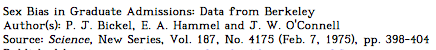 Sex Bias in Graduate Admissions: Data from Berkeley
Author(s): P. J. Bickel, E. A. Hammel and J. W. O'Connell
Source: Science, New Series, Vol. 187, No. 4175 (Feb. 7, 1975), pp. 398-404